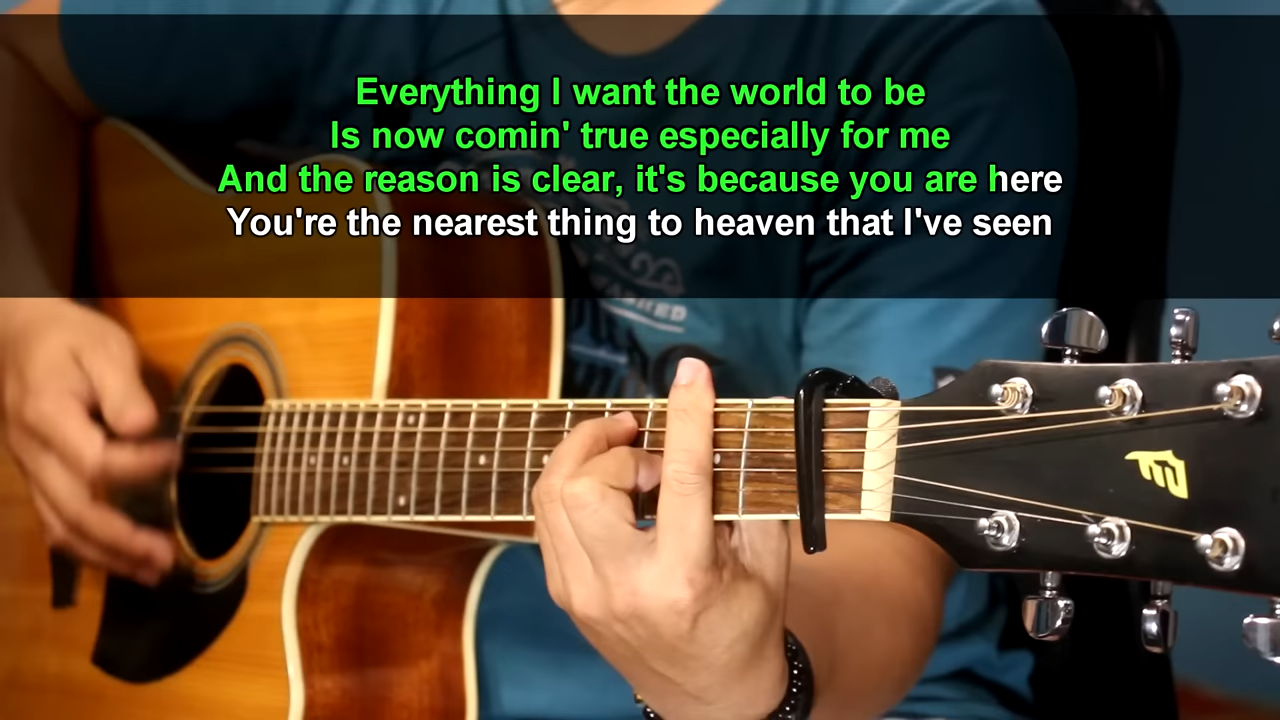 Everything I want the world to be
Is now comin' true especially for me
And the reason is clear, it's because you are here
You're the nearest thing to heaven that I've seen